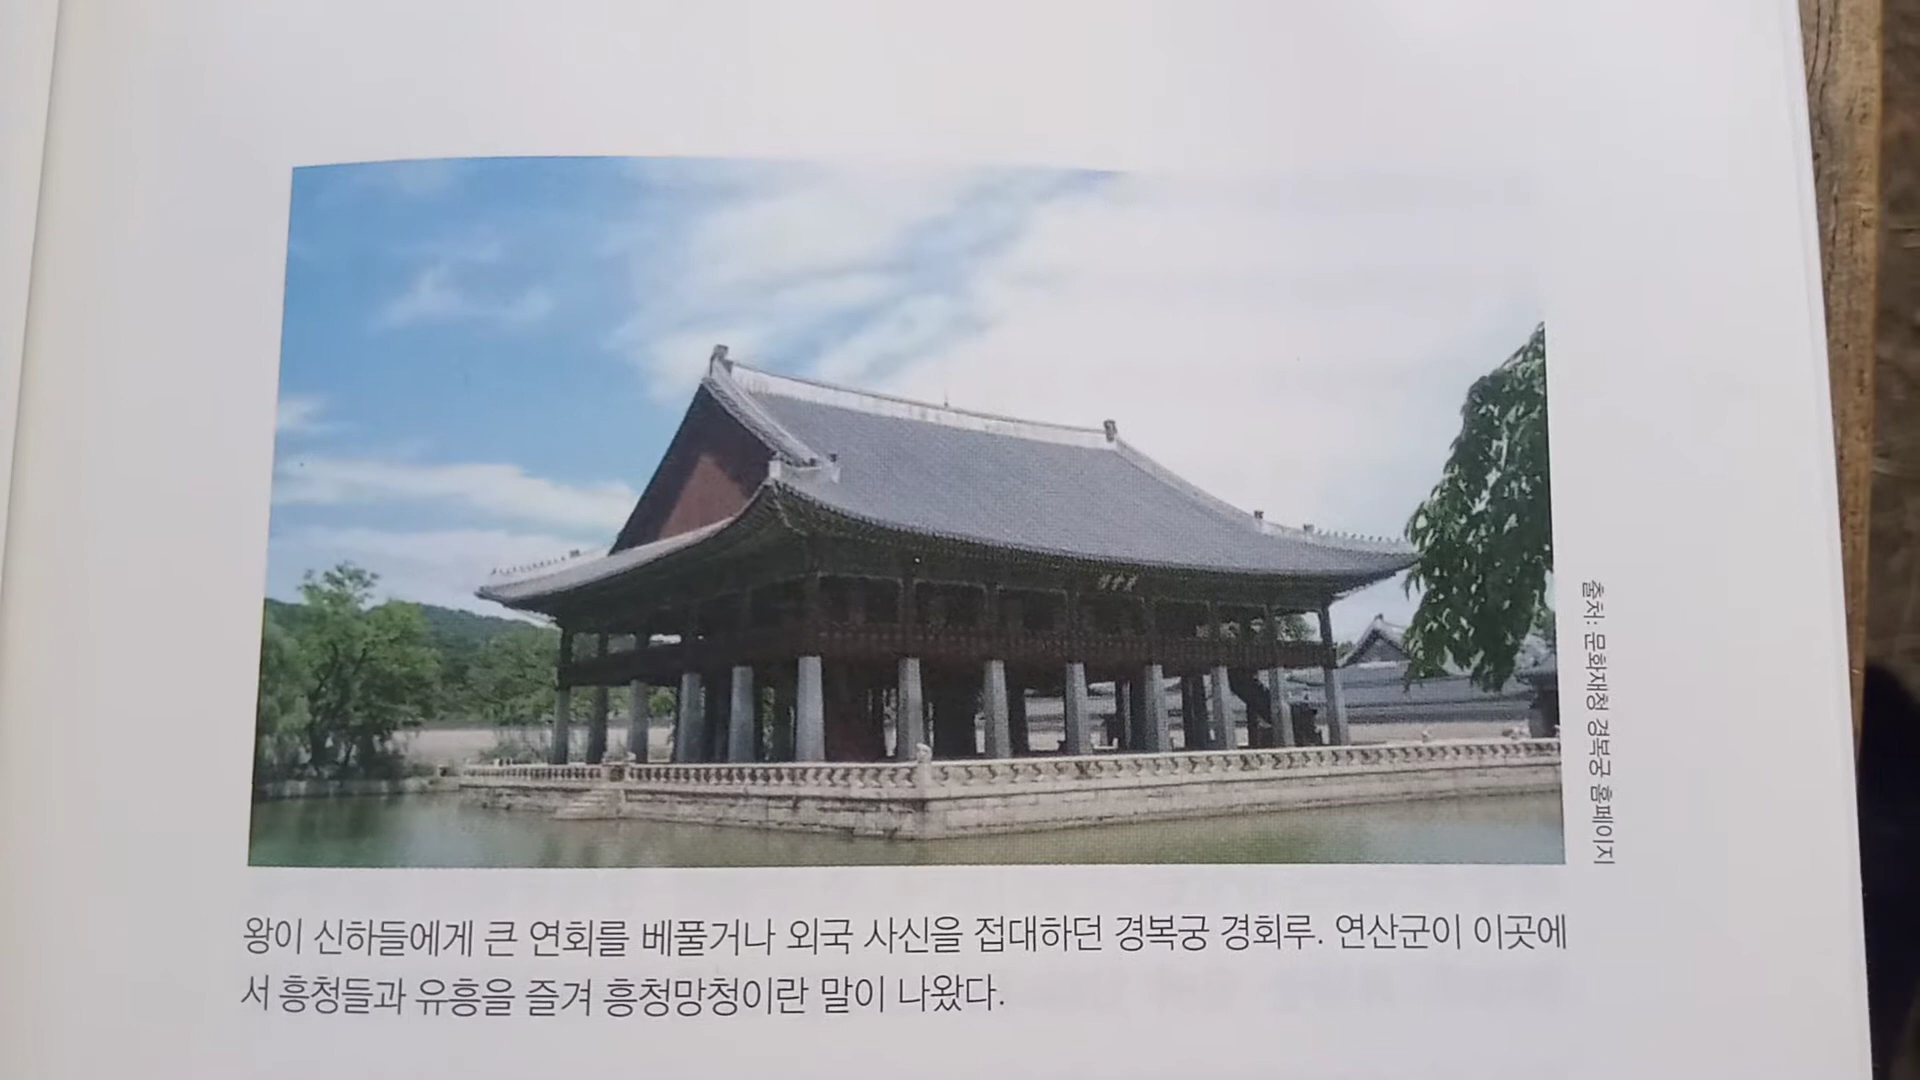 왕이 신하들에게 큰 연회를 베풀거나 외국 사신을 접대하던 경복궁 경회루. 연산군이 이곳에
서 흥청들과 유흥을 즐겨 흥청망청이란 말이 나왔다.
출처: 문화재청 경복궁 홈페이지